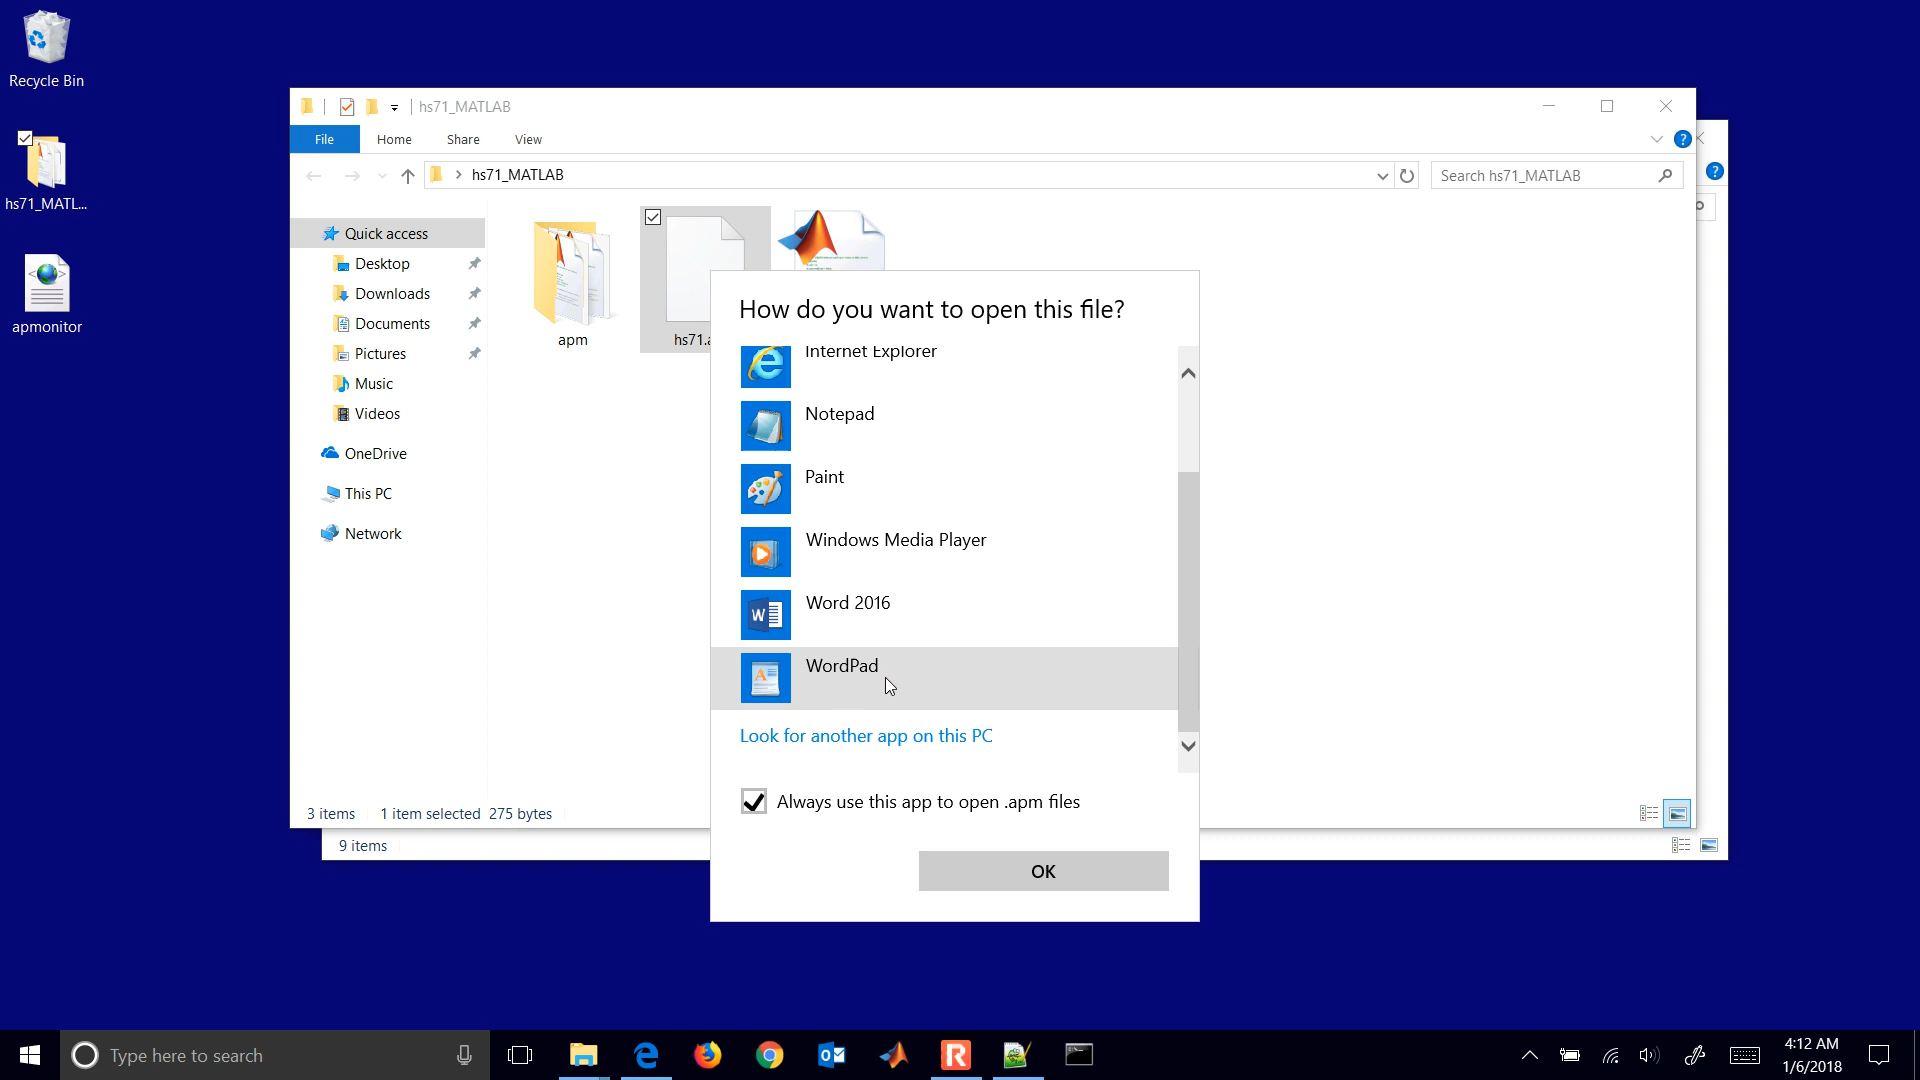 Recycle Bin
hs71_MATL...
apmonitor
hs71_MATLAB
File
Home
Share
View
hs71_MATLAB
Search hs71_MATLAB
Quick access
Desktop
Downloads
Documents
Pictures
Music
Videos
OneDrive
This PC
Network
apm
hs71.a
3 items
1 item selected 275 bytes
9 items
How do you want to open this file?
Internet Explorer
Notepad
Paint
Windows Media Player
Word 2016
WordPad
Look for another app on this PC
Always use this app to open .apm files
OK
Type here to search
4:12 AM
1/6/2018